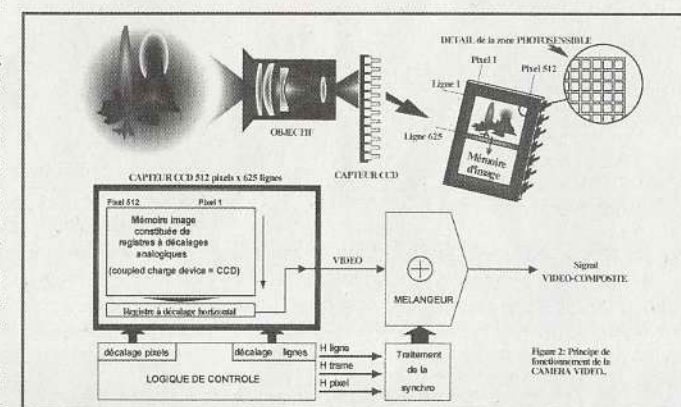 DETAIL de la zone PHOTOSENSIBLE
Pixel 1
Pixel 512
Ligne 1
OBJECTIF
Ligne 625
Mémoire
d'image
CAPTEUR CCD
CAPTEUR CCD 512 pixels x 625 lignes
Pixel 512
Pixel 1
Mémoire image
constituée de
registres à décalages
analogiques
(coupled charge device = CCD)
Registre à décalage horizontal
VIDEO
MELANGEUR
Signal
VIDEO-COMPOSITE
décalage pixels
décalage lignes
LOGIQUE DE CONTROLE
H ligne
H trame
H pixel
Traitement
de la
synchro
Figure 2: Principe de
fonctionnement de la
CAMERA VIDEO.